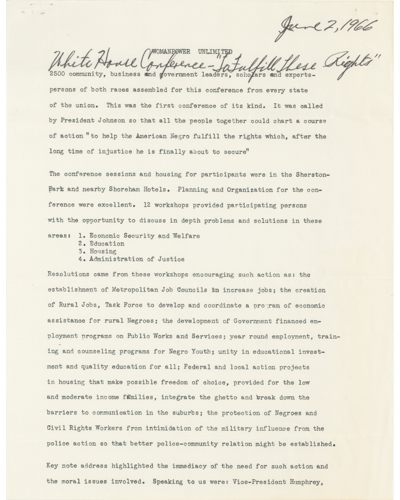 June 2, 1966
WOMANPOWER UNLIMITED
White House Conference - "To Fulfill These Rights"
2500 community, business and government leaders, scholars and experts-
persons of both races assembled for this conference from every state
of the union. This was the first conference of its kind. It was called
by President Johnson so that all the people together could chart a course
of action "to help the American Negro fulfill the rights which, after the
long time of injustice he is finally about to secure"
The conference sessions and housing for participants were in the Sherston-
Park and nearby Shoreham Hotels. Planning and Organization for the con-
ference were excellent. 12 workshops provided participating persons
with the opportunity to discuss in depth problems and solutions in these
areas: 1. Economic Security and Welfare
2. Education
3. Housing
4. Administration of Justice
Resolutions came from these workshops encouraging such action as: the
establishment of Metropolitan Job Councils in increase jobs; the creation
of Rural Jobs, Task Force to develop and coordinate a pro ram of economic
assistance for rural Negroes; the development of Government financed em-
ployment programs on Public Works and Services; year round employment, train-
ing and counseling programs for Negro Youth; unity in educational invest-
ment and quality education for all; Federal and local action projects
in housing that make possible freedom of choice, provided for the low
and moderate income families, integrate the ghetto and break down the
barriers to communication in the suburbs; the protection of Negroes and
Civil Rights Workers from intimidation of the military influence from the
police action so that better police-community relation might be established.
Key note address highlighted the immediacy of the need for such action and
the moral issues involved. Speaking to us were: Vice-President Humphrey,